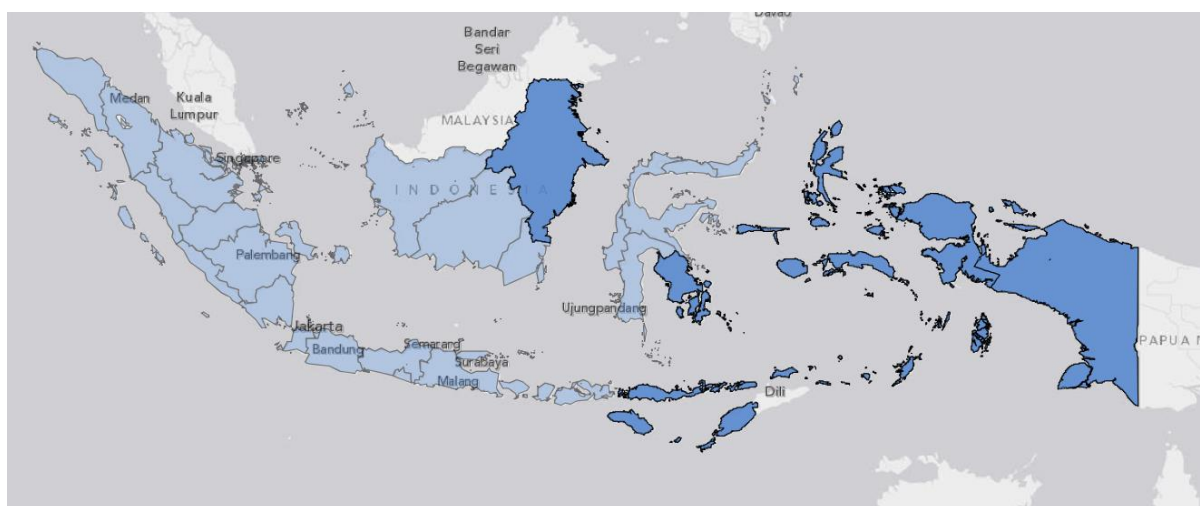 Davao
Bandar
Seri
Begawan
Medan
Kuala
Lumpur
MALAYSIA
Singapore
INDONESIA
Palembang
Ujungpandang
Jakarta
Bandung
Semarang
Surabaya
Malang
Dili
PAPUA N